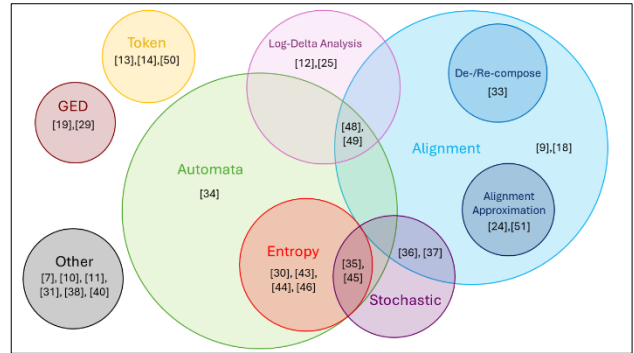 Token
[13],[14],[50]
Log-Delta Analysis
[12],[25]
De-/Re-compose
[33]
GED
[19],[29]
[48],
[49]
Alignment
[9],[18]
Automata
[34]
Alignment
Approximation
[24],[51]
Other
[7], [10], [11],
[31], [38], [40]
Entropy
[30], [43],
[44], [46]
[35],
[45]
[36], [37]
Stochastic